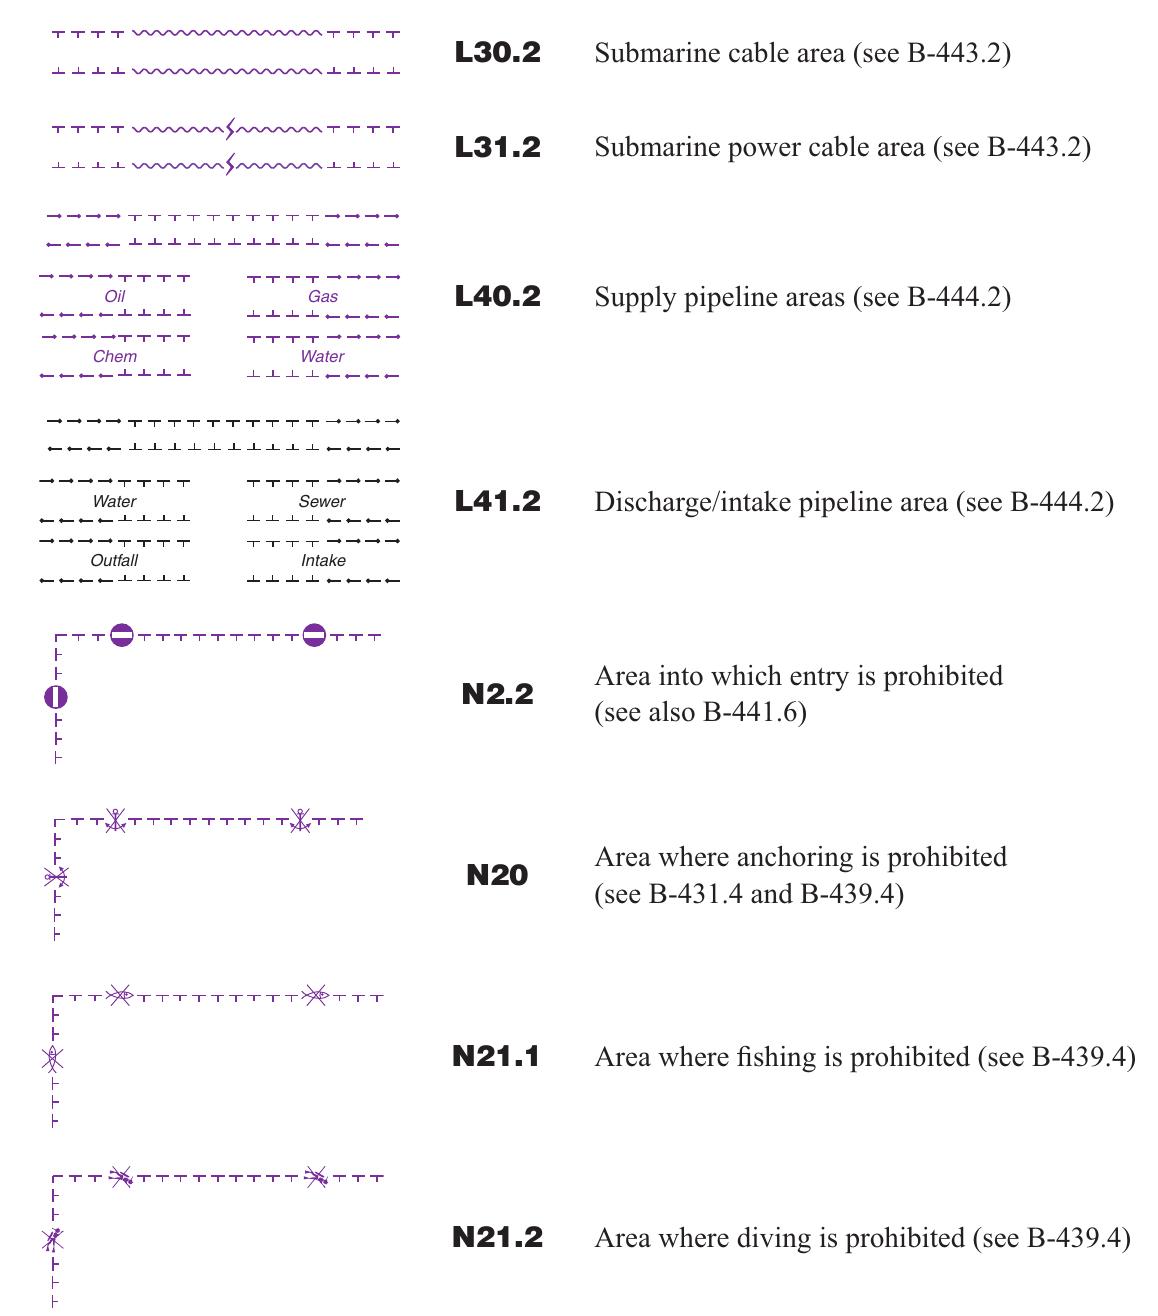 L30.2 Submarine cable area (see B-443.2)
L31.2 Submarine power cable area (see B-443.2)
Oil Gas
L40.2 Supply pipeline areas (see B-444.2)
Chem Water
Water Sewer
L41.2 Discharge/intake pipeline area (see B-444.2)
Outfall Intake
N2.2 Area into which entry is prohibited
(see also B-441.6)
N20 Area where anchoring is prohibited
(see B-431.4 and B-439.4)
N21.1 Area where fishing is prohibited (see B-439.4)
N21.2 Area where diving is prohibited (see B-439.4)